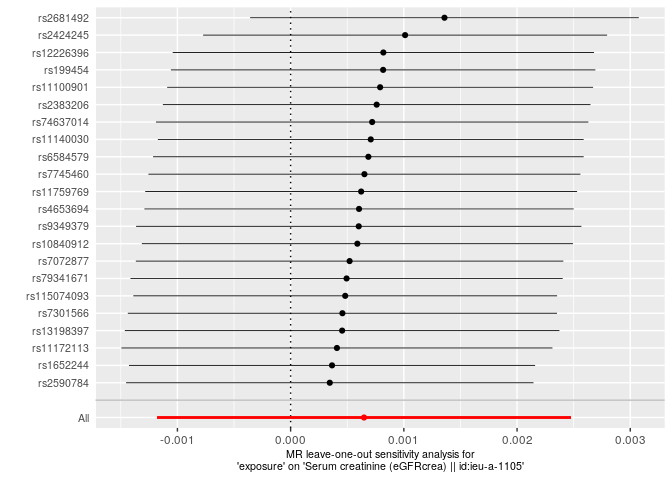 rs2681492
rs2424245
rs12226396
rs199454
rs11100901
rs2383206
rs74637014
rs11140030
rs6584579
rs7745460
rs11759769
rs4653694
rs9349379
rs10840912
rs7072877
rs79341671
rs115074093
rs7301566
rs13198397
rs11172113
rs1652244
rs2590784
All
-0.001 0.000 0.001 0.002 0.003
MR leave-one-out sensitivity analysis for
'exposure' on 'Serum creatinine (eGFRcrea) || id:ieu-a-1105'